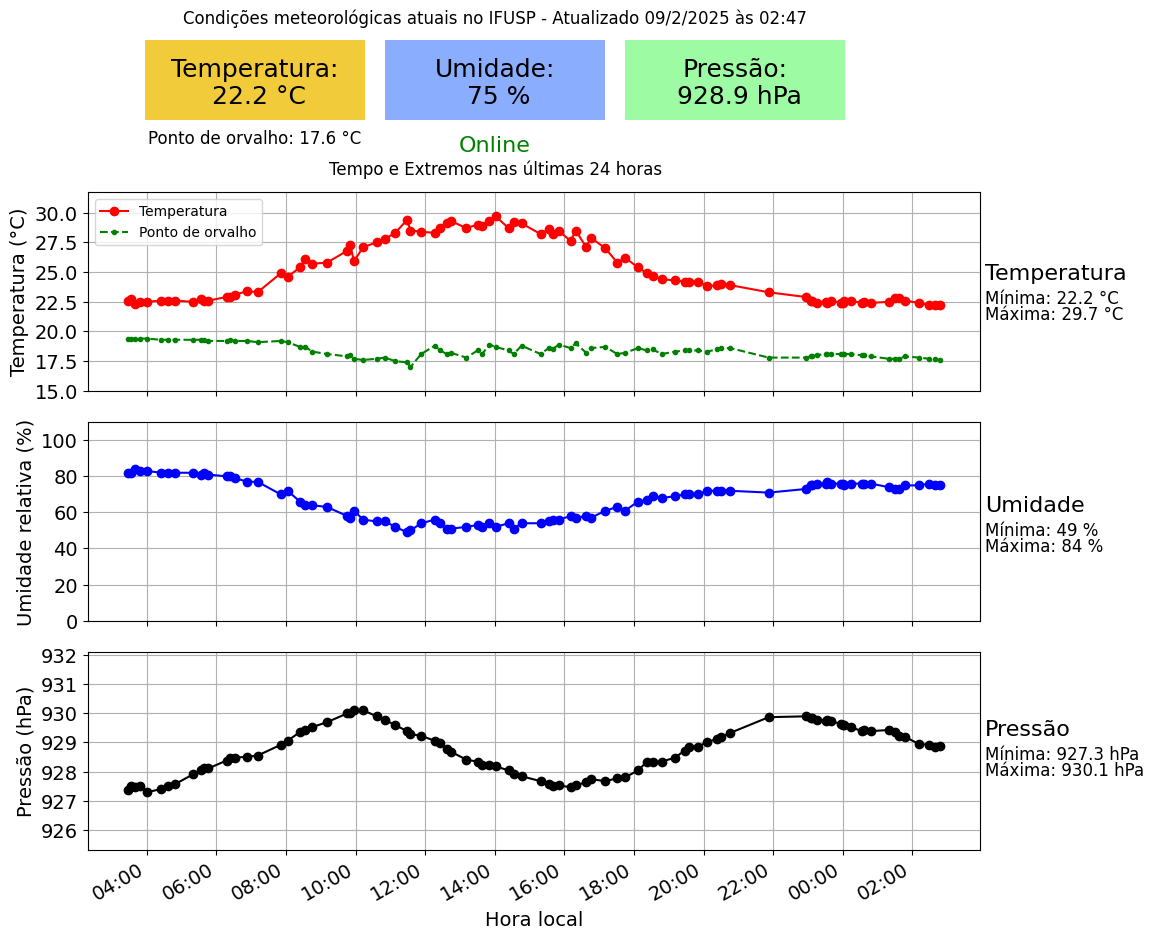 Condições meteorológicas atuais no IFUSP - Atualizado 09/2/2025 às 02:47
Temperatura:
22.2 °C
Umidade:
75 %
Pressão:
928.9 hPa
Ponto de orvalho: 17.6 °C
Online
Tempo e Extremos nas últimas 24 horas
Temperatura (°C)
30.0
27.5
25.0
22.5
20.0
17.5
15.0
Temperatura
Ponto de orvalho
Temperatura
Mínima: 22.2 °C
Máxima: 29.7 °C
Umidade relativa (%)
100
80
60
40
20
0
Umidade
Mínima: 49 %
Máxima: 84 %
Pressão (hPa)
932
931
930
929
928
927
926
Pressão
Mínima: 927.3 hPa
Máxima: 930.1 hPa
04:00
06:00
08:00
10:00
12:00
14:00
16:00
18:00
20:00
22:00
00:00
02:00
Hora local